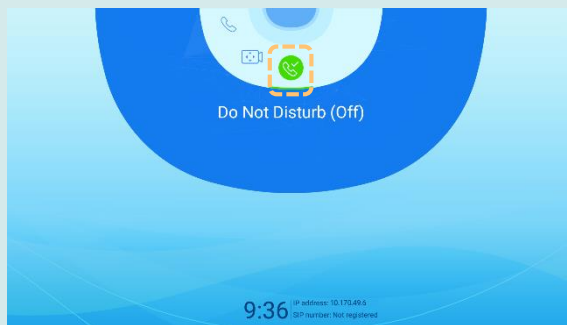 Do Not Disturb (Off)
9:36
IP address: 10.170.49.6
SIP number: Not registered